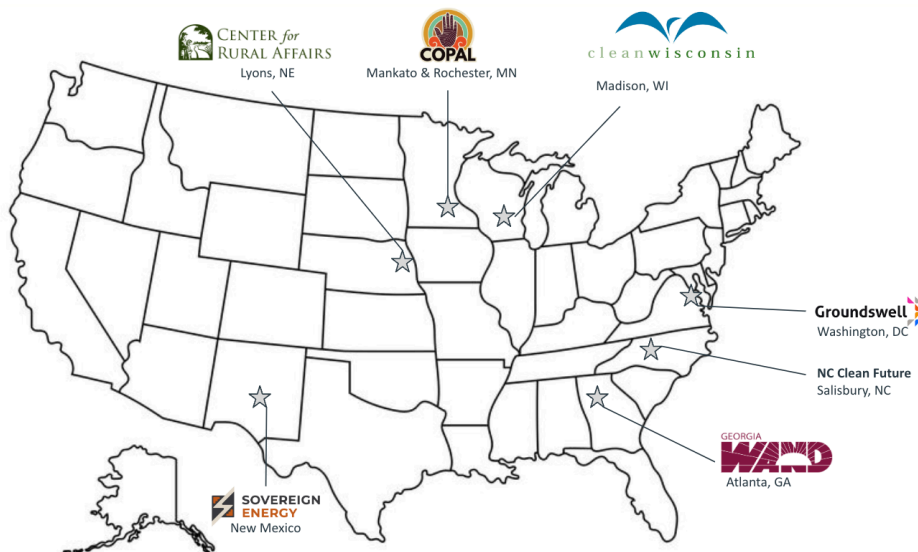 CENTER for
RURAL AFFAIRS
Lyons, NE
COPAL
Mankato & Rochester, MN
cleanwisconsin
Madison, WI
Groundswell
Washington, DC
NC Clean Future
Salisbury, NC
GEORGIA
WAND
Atlanta, GA
SOVEREIGN
ENERGY
New Mexico